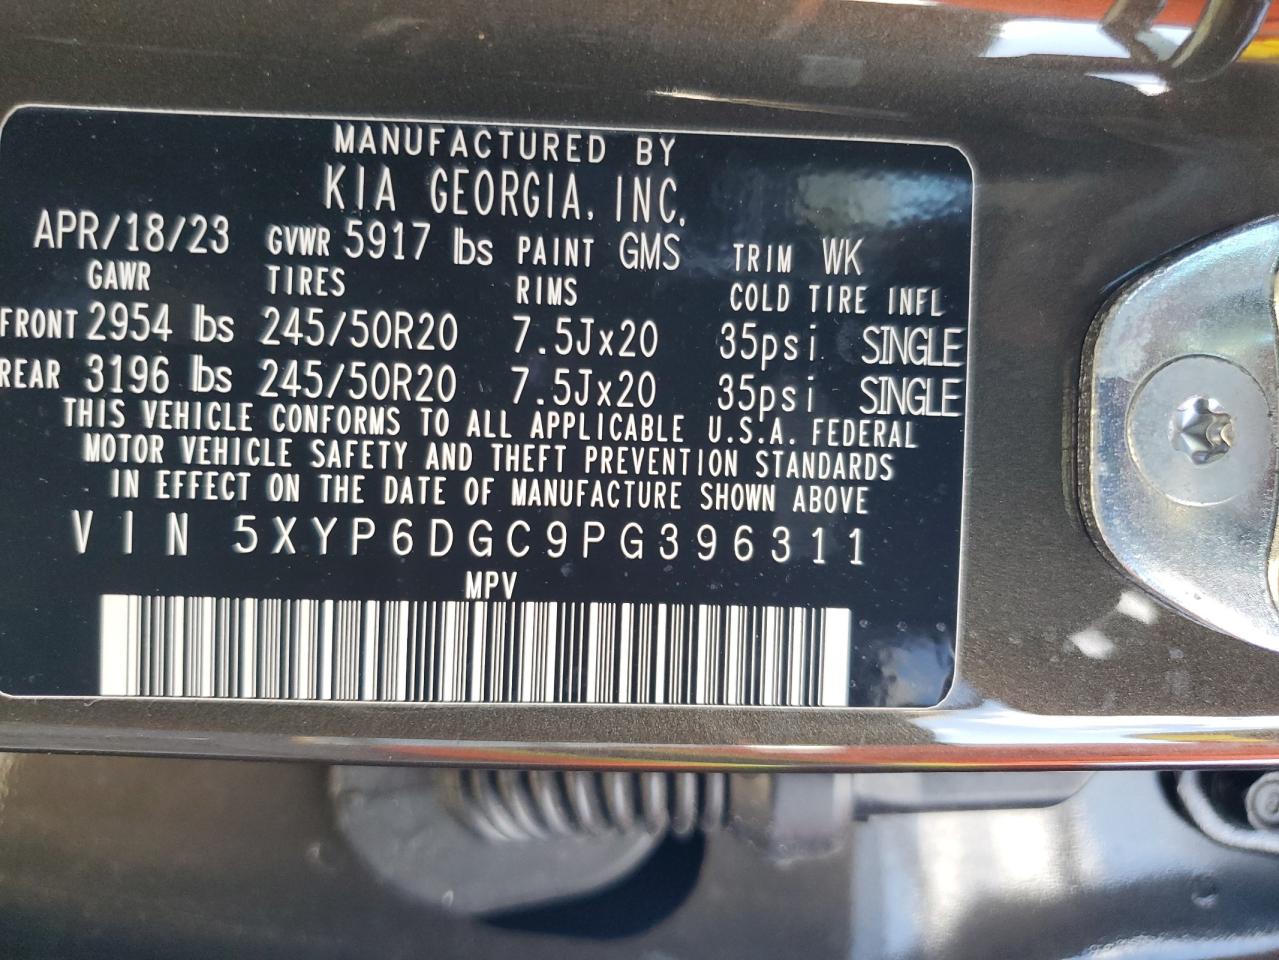 MANUFACTURED BY
KIA GEORGIA, INC.
APR/18/23 GVWR 5917 lbs PAINT GMS TRIM WK
GAWR TIRES RIMS COLD TIRE INFL
FRONT 2954 lbs 245/50R20 7.5Jx20 35psi SINGLE
REAR 3196 lbs 245/50R20 7.5Jx20 35psi SINGLE
THIS VEHICLE CONFORMS TO ALL APPLICABLE U.S.A. FEDERAL
MOTOR VEHICLE SAFETY AND THEFT PREVENTION STANDARDS
IN EFFECT ON THE DATE OF MANUFACTURE SHOWN ABOVE
VIN 5XYP6DGC9PG396311
MPV